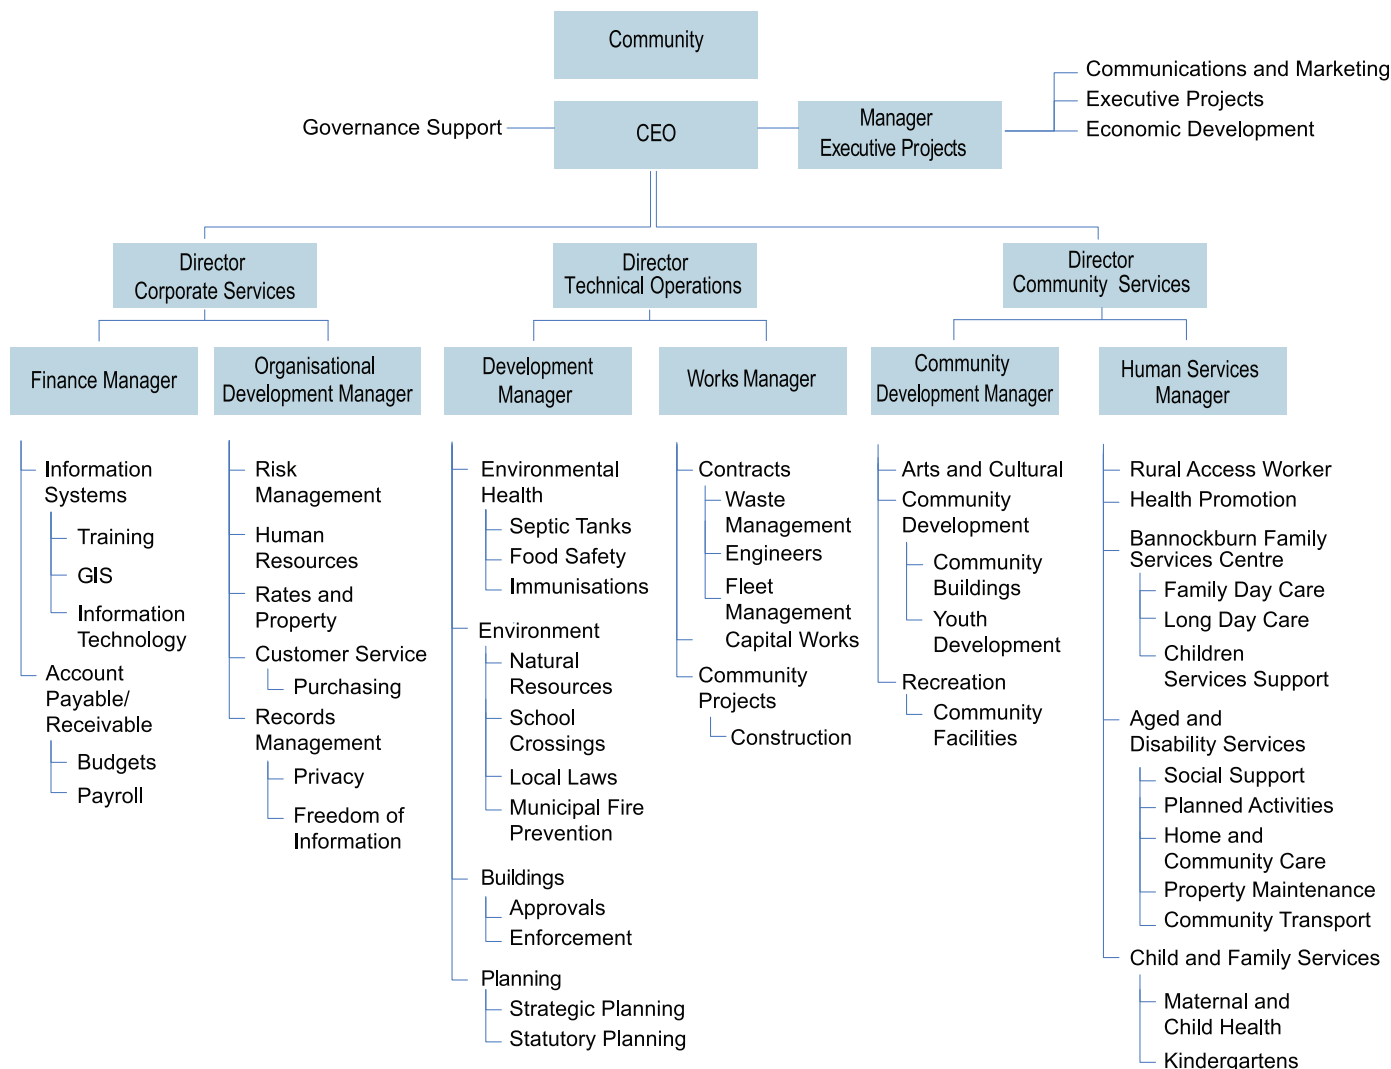 Community
Communications and Marketing
Executive Projects
Economic Development
Governance Support
CEO
Manager
Executive Projects
Director
Corporate Services
Director
Technical Operations
Director
Community Services
Finance Manager
Organisational
Development Manager
Development
Manager
Works Manager
Community
Development Manager
Human Services
Manager
Information
Systems
Training
GIS
Information
Technology
Account
Payable/
Receivable
Budgets
Payroll
Risk
Management
Human
Resources
Rates and
Property
Customer Service
Purchasing
Records
Management
Privacy
Freedom of
Information
Environmental
Health
Septic Tanks
Food Safety
Immunisations
Environment
Natural
Resources
School
Crossings
Local Laws
Municipal Fire
Prevention
Buildings
Approvals
Enforcement
Planning
Strategic Planning
Statutory Planning
Contracts
Waste
Management
Engineers
Fleet
Management
Capital Works
Community
Projects
Construction
Arts and Cultural
Community
Development
Community
Buildings
Youth
Development
Recreation
Community
Facilities
Rural Access Worker
Health Promotion
Bannockburn Family
Services Centre
Family Day Care
Long Day Care
Children
Services Support
Aged and
Disability Services
Social Support
Planned Activities
Home and
Community Care
Property Maintenance
Community Transport
Child and Family Services
Maternal and
Child Health
Kindergartens